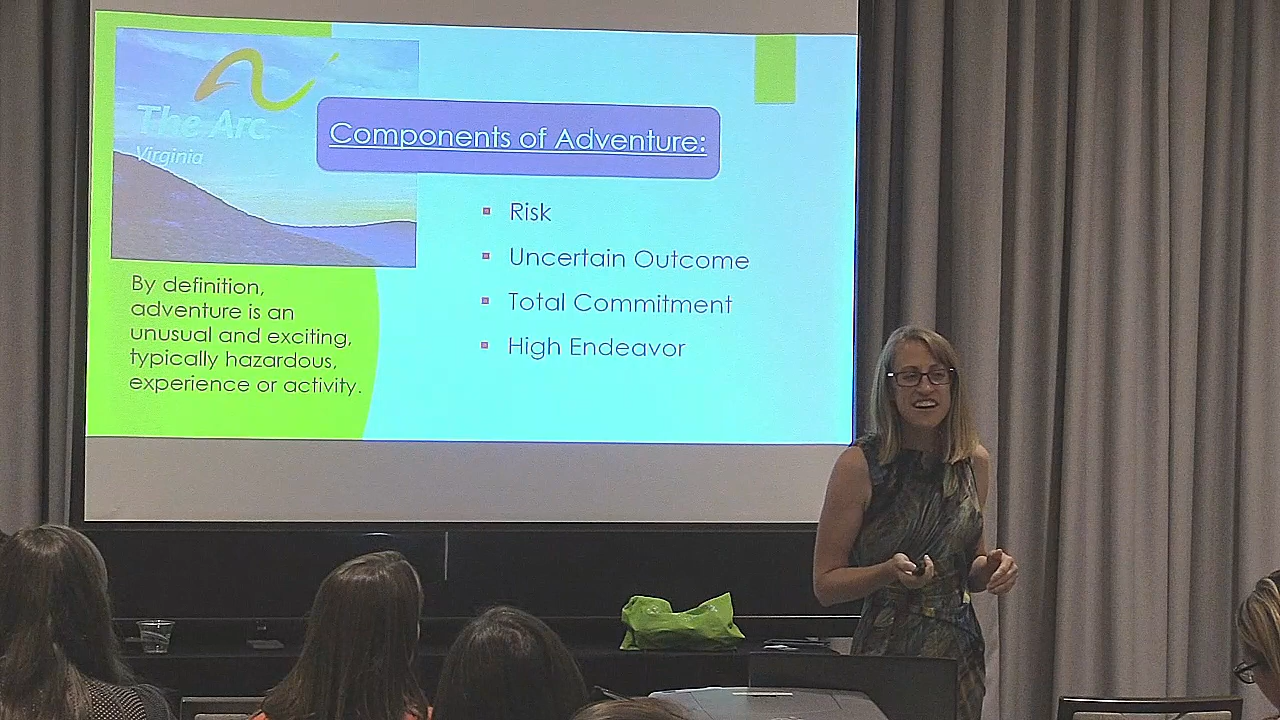 The Arc
Virginia
Components of Adventure:
Risk
Uncertain Outcome
Total Commitment
High Endeavor
By definition,
adventure is an
unusual and exciting,
typically hazardous,
experience or activity.